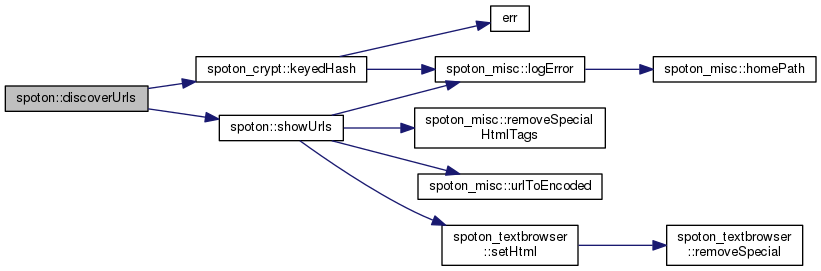 err
spoton_crypt::keyedHash
spoton_misc::logError
spoton_misc::homePath
spoton::discoverUrls
spoton::showUrls
spoton_misc::removeSpecial
HtmlTags
spoton_misc::urlToEncoded
spoton_textbrowser
::setHtml
spoton_textbrowser
::removeSpecial